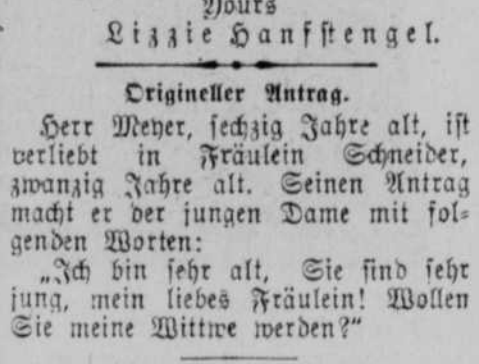 Yours
Lizzie Hanfstengel.
Origineller Antrag.
Herr Meyer, sechzig Jahre alt, ist
verliebt in Fräulein Schneider,
zwanzig Jahre alt. Seinen Antrag
macht er der jungen Dame mit fol-
genden Worten:
„Ich bin sehr alt, Sie sind sehr
jung, mein liebes Fräulein! Wollen
Sie meine Wittwe werden?"